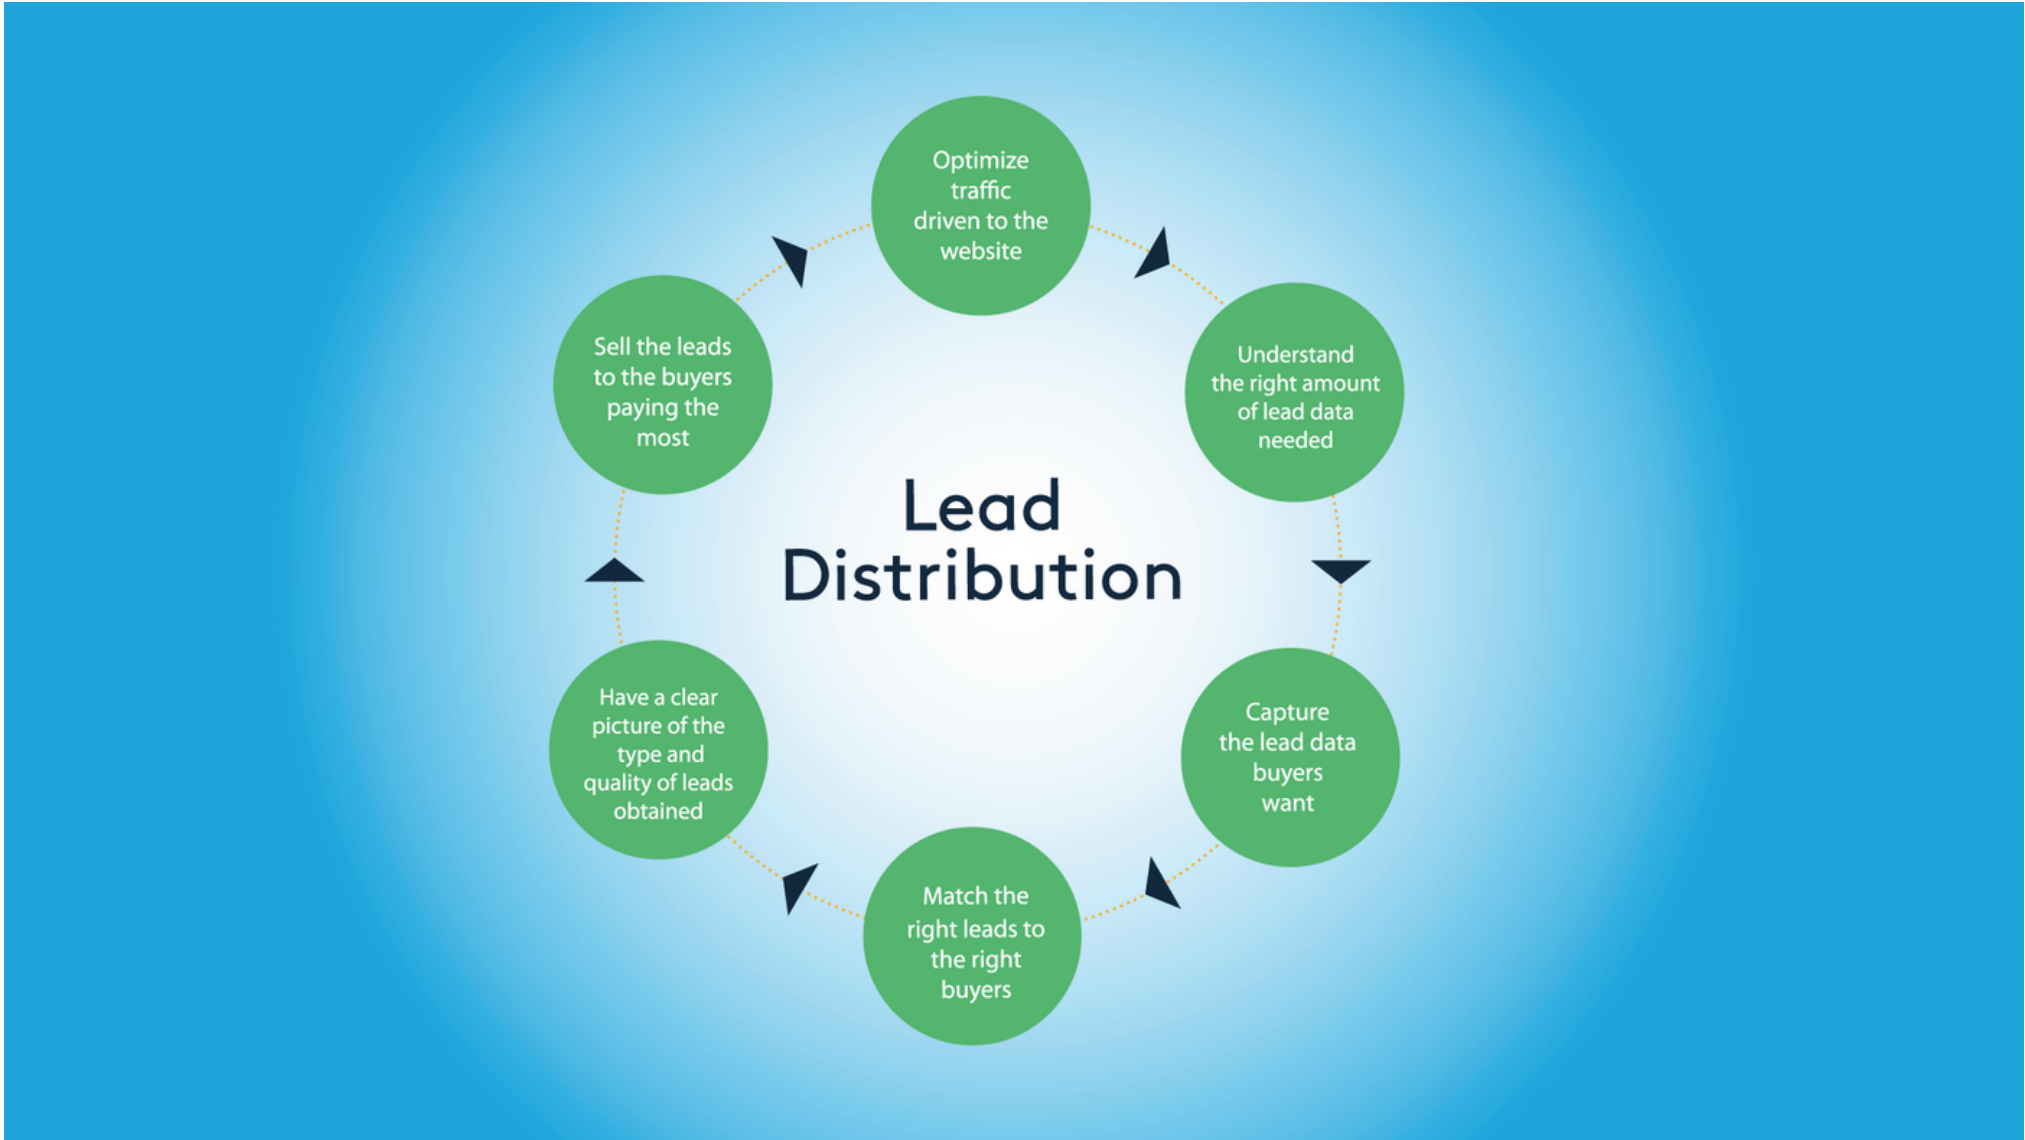 Optimize
traffic
driven to the
website
Understand
the right amount
of lead data
needed
Capture
the lead data
buyers
want
Match the
right leads to
the right
buyers
Have a clear
picture of the
type and
quality of leads
obtained
Sell the leads
to the buyers
paying the
most
Lead
Distribution